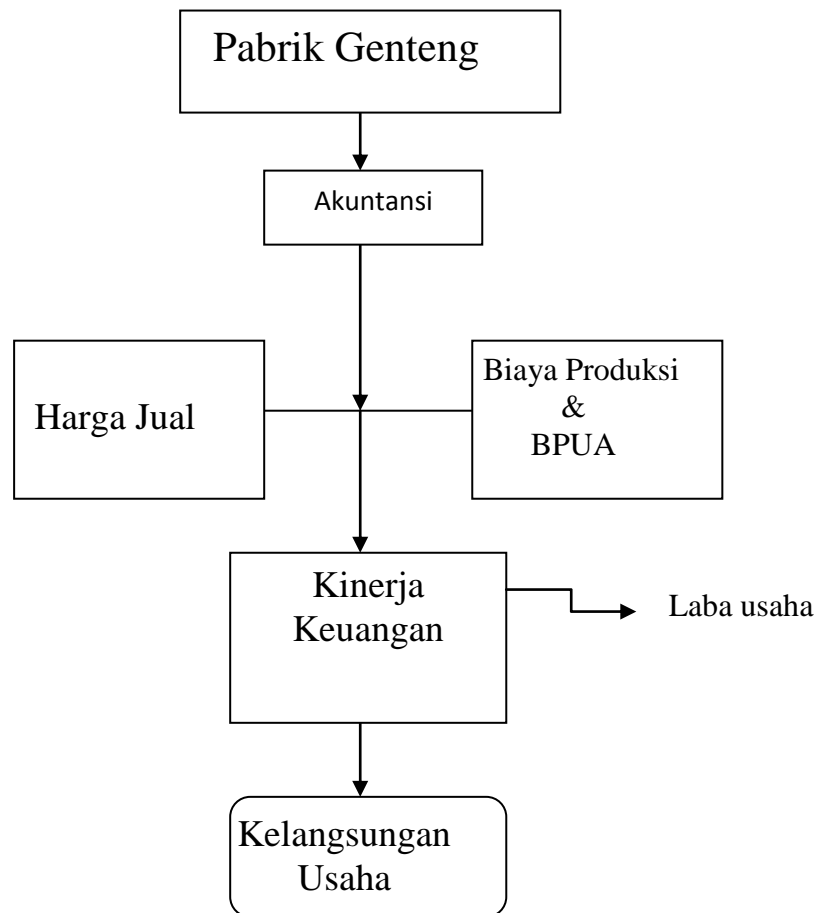 Pabrik Genteng
Akuntansi
Harga Jual
Biaya Produksi
&
BPUA
Kinerja
Keuangan
Laba usaha
Kelangsungan
Usaha